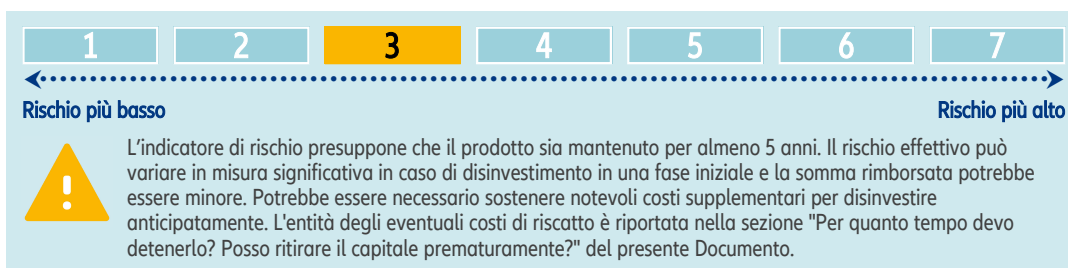 1 2 3 4 5 6 7
Rischio più basso Rischio più alto
L'indicatore di rischio presuppone che il prodotto sia mantenuto per almeno 5 anni. Il rischio effettivo può
variare in misura significativa in caso di disinvestimento in una fase iniziale e la somma rimborsata potrebbe
essere minore. Potrebbe essere necessario sostenere notevoli costi supplementari per disinvestire
anticipatamente. L'entità degli eventuali costi di riscatto è riportata nella sezione "Per quanto tempo devo
detenerlo? Posso ritirare il capitale prematuramente?" del presente Documento.